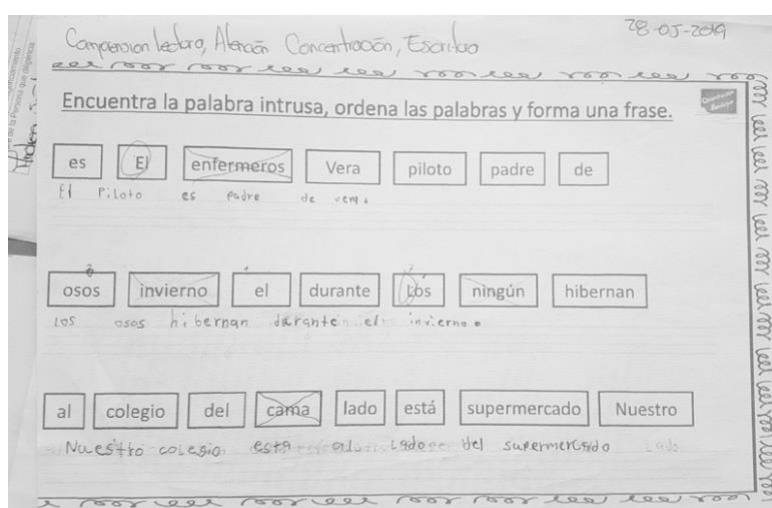 28-05-2019
Comprension lectora, Atención Concentración, Escritura
Encuentra la palabra intrusa, ordena las palabras y forma una frase.
es El enfermeros Vera piloto padre de
El Piloto es padre de vera.
osos invierno el durante Los ningún hibernan
Los osos hibernan durante el invierno.
al colegio del cama lado está supermercado Nuestro
Nuestro colegio esta al Lado del supermercado